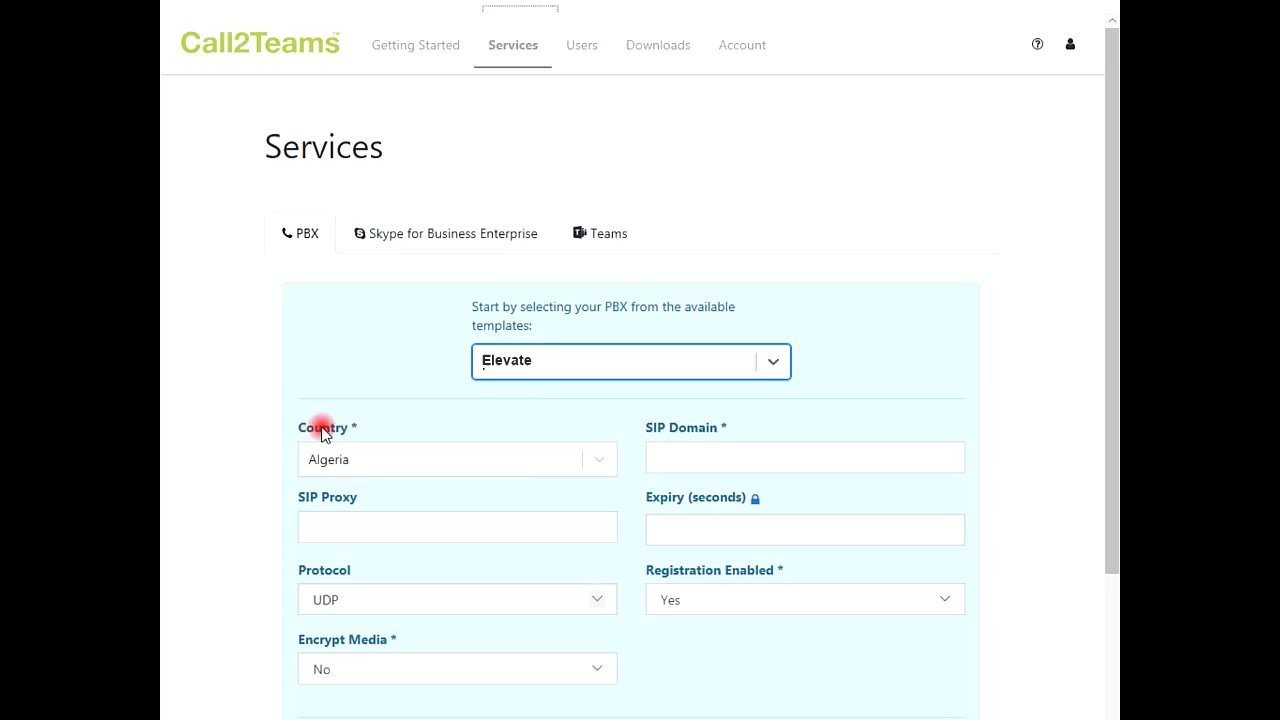 Call2Teams™
Getting Started
Services
Users
Downloads
Account
Services
PBX
Skype for Business Enterprise
Teams
Start by selecting your PBX from the available
templates:
Elevate
Country *
SIP Domain *
Algeria
SIP Proxy
Expiry (seconds)
Protocol
Registration Enabled *
UDP
Yes
Encrypt Media *
No